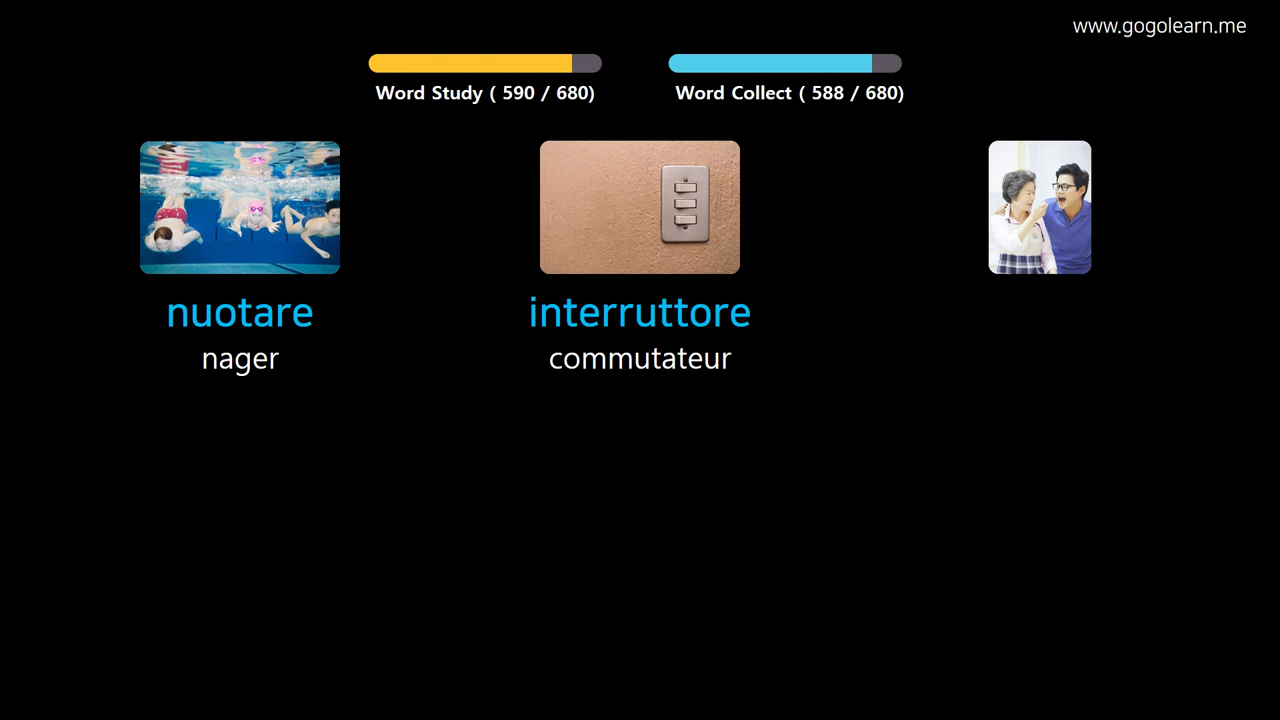 www.gogolearn.me
Word Study ( 590 / 680)
Word Collect ( 588 / 680)
nuotare
interruttore
nager
commutateur